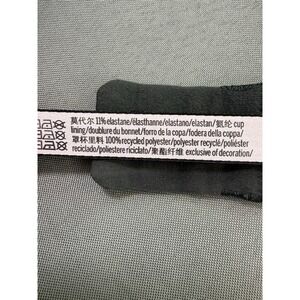 莫代尔 11% elastane/élasthanne/elastano/elastan/氨纶 cup
lining/doublure du bonnet/forro de la copa/fodera della coppa/
罩杯里料 100% recycled polyester/polyester recyclé/poliéster
reciclado/poliestere riciclato/聚酯纤维 exclusive of decoration/